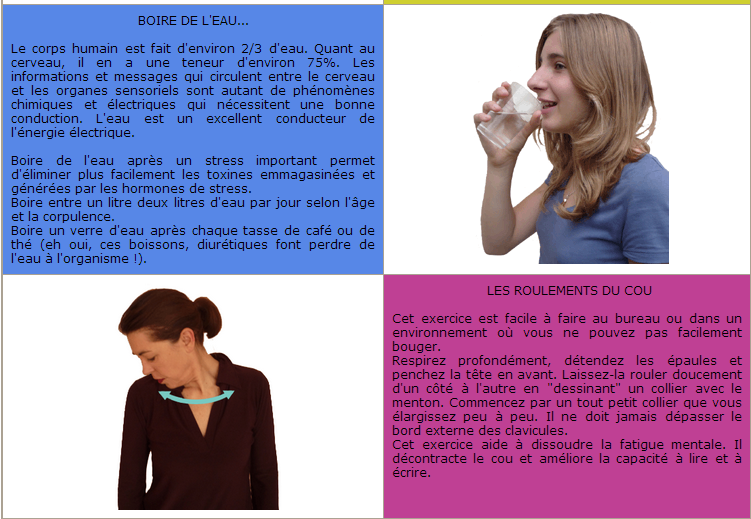 BOIRE DE L'EAU...
Le corps humain est fait d'environ 2/3 d'eau. Quant au
cerveau, il en a une teneur d'environ 75%. Les
informations et messages qui circulent entre le cerveau
et les organes sensoriels sont autant de phénomènes
chimiques et électriques qui nécessitent une bonne
conduction. L'eau est un excellent conducteur de
l'énergie électrique.
Boire de l'eau après un stress important permet
d'éliminer plus facilement les toxines emmagasinées et
générées par les hormones de stress.
Boire entre un litre deux litres d'eau par jour selon l'âge
et la corpulence.
Boire un verre d'eau après chaque tasse de café ou de
thé (eh oui, ces boissons, diurétiques font perdre de
l'eau à l'organisme !).
LES ROULEMENTS DU COU
Cet exercice est facile à faire au bureau ou dans un
environnement où vous ne pouvez pas facilement
bouger.
Respirez profondément, détendez les épaules et
penchez la tête en avant. Laissez-la rouler doucement
d'un côté à l'autre en "dessinant" un collier avec le
menton. Commencez par un tout petit collier que vous
élargissez peu à peu. Il ne doit jamais dépasser le
bord externe des clavicules.
Cet exercice aide à dissoudre la fatigue mentale. Il
décontracte le cou et améliore la capacité à lire et à
écrire.